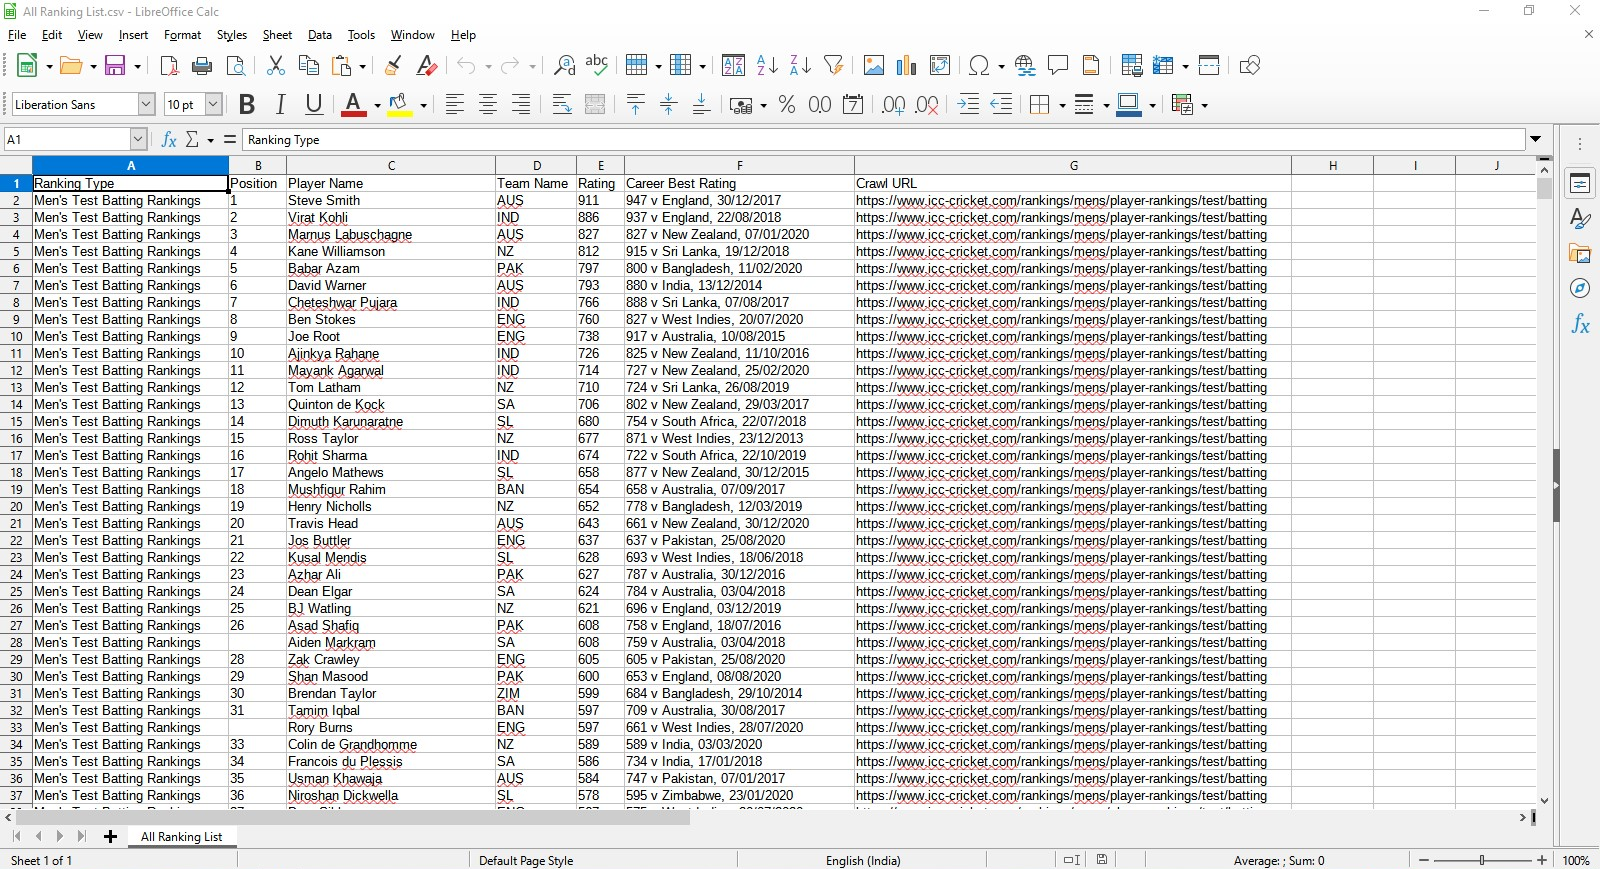 All Ranking List.csv - LibreOffice Calc
File Edit View Insert Format Styles Sheet Data Tools Window Help
Liberation Sans 10 pt
A1 Ranking Type
A B C D E F G H I J
1 Ranking Type Position Player Name Team Name Rating Career Best Rating Crawl URL
2 Men's Test Batting Rankings 1 Steve Smith AUS 911 947 v England, 30/12/2017 https://www.icc-cricket.com/rankings/mens/player-rankings/test/batting
3 Men's Test Batting Rankings 2 Virat Kohli IND 886 937 v England, 22/08/2018 https://www.icc-cricket.com/rankings/mens/player-rankings/test/batting
4 Men's Test Batting Rankings 3 Marnus Labuschagne AUS 827 827 v New Zealand, 07/01/2020 https://www.icc-cricket.com/rankings/mens/player-rankings/test/batting
5 Men's Test Batting Rankings 4 Kane Williamson NZ 812 915 v Sri Lanka, 19/12/2018 https://www.icc-cricket.com/rankings/mens/player-rankings/test/batting
6 Men's Test Batting Rankings 5 Babar Azam PAK 797 800 v Bangladesh, 11/02/2020 https://www.icc-cricket.com/rankings/mens/player-rankings/test/batting
7 Men's Test Batting Rankings 6 David Warner AUS 793 880 v India, 13/12/2014 https://www.icc-cricket.com/rankings/mens/player-rankings/test/batting
8 Men's Test Batting Rankings 7 Cheteshwar Pujara IND 766 888 v Sri Lanka, 07/08/2017 https://www.icc-cricket.com/rankings/mens/player-rankings/test/batting
9 Men's Test Batting Rankings 8 Ben Stokes ENG 760 827 v West Indies, 20/07/2020 https://www.icc-cricket.com/rankings/mens/player-rankings/test/batting
10 Men's Test Batting Rankings 9 Joe Root ENG 738 917 v Australia, 10/08/2015 https://www.icc-cricket.com/rankings/mens/player-rankings/test/batting
11 Men's Test Batting Rankings 10 Ajinkya Rahane IND 726 825 v New Zealand, 11/10/2016 https://www.icc-cricket.com/rankings/mens/player-rankings/test/batting
12 Men's Test Batting Rankings 11 Mayank Agarwal IND 714 727 v New Zealand, 25/02/2020 https://www.icc-cricket.com/rankings/mens/player-rankings/test/batting
13 Men's Test Batting Rankings 12 Tom Latham NZ 710 724 v Sri Lanka, 26/08/2019 https://www.icc-cricket.com/rankings/mens/player-rankings/test/batting
14 Men's Test Batting Rankings 13 Quinton de Kock SA 706 802 v New Zealand, 29/03/2017 https://www.icc-cricket.com/rankings/mens/player-rankings/test/batting
15 Men's Test Batting Rankings 14 Dimuth Karunaratne SL 680 754 v South Africa, 22/07/2018 https://www.icc-cricket.com/rankings/mens/player-rankings/test/batting
16 Men's Test Batting Rankings 15 Ross Taylor NZ 677 871 v West Indies, 23/12/2013 https://www.icc-cricket.com/rankings/mens/player-rankings/test/batting
17 Men's Test Batting Rankings 16 Rohit Sharma IND 674 722 v South Africa, 22/10/2019 https://www.icc-cricket.com/rankings/mens/player-rankings/test/batting
18 Men's Test Batting Rankings 17 Angelo Mathews SL 658 877 v New Zealand, 30/12/2015 https://www.icc-cricket.com/rankings/mens/player-rankings/test/batting
19 Men's Test Batting Rankings 18 Mushfiqur Rahim BAN 654 658 v Australia, 07/09/2017 https://www.icc-cricket.com/rankings/mens/player-rankings/test/batting
20 Men's Test Batting Rankings 19 Henry Nicholls NZ 652 778 v Bangladesh, 12/03/2019 https://www.icc-cricket.com/rankings/mens/player-rankings/test/batting
21 Men's Test Batting Rankings 20 Travis Head AUS 643 661 v New Zealand, 30/12/2020 https://www.icc-cricket.com/rankings/mens/player-rankings/test/batting
22 Men's Test Batting Rankings 21 Jos Buttler ENG 637 637 v Pakistan, 25/08/2020 https://www.icc-cricket.com/rankings/mens/player-rankings/test/batting
23 Men's Test Batting Rankings 22 Kusal Mendis SL 628 693 v West Indies, 18/06/2018 https://www.icc-cricket.com/rankings/mens/player-rankings/test/batting
24 Men's Test Batting Rankings 23 Azhar Ali PAK 627 787 v Australia, 30/12/2016 https://www.icc-cricket.com/rankings/mens/player-rankings/test/batting
25 Men's Test Batting Rankings 24 Dean Elgar SA 624 784 v Australia, 03/04/2018 https://www.icc-cricket.com/rankings/mens/player-rankings/test/batting
26 Men's Test Batting Rankings 25 BJ Watling NZ 621 696 v England, 03/12/2019 https://www.icc-cricket.com/rankings/mens/player-rankings/test/batting
27 Men's Test Batting Rankings 26 Asad Shafiq PAK 608 758 v England, 18/07/2016 https://www.icc-cricket.com/rankings/mens/player-rankings/test/batting
28 Men's Test Batting Rankings Aiden Markram SA 608 759 v Australia, 03/04/2018 https://www.icc-cricket.com/rankings/mens/player-rankings/test/batting
29 Men's Test Batting Rankings 28 Zak Crawley ENG 605 605 v Pakistan, 25/08/2020 https://www.icc-cricket.com/rankings/mens/player-rankings/test/batting
30 Men's Test Batting Rankings 29 Shan Masood PAK 600 653 v England, 08/08/2020 https://www.icc-cricket.com/rankings/mens/player-rankings/test/batting
31 Men's Test Batting Rankings 30 Brendan Taylor ZIM 599 684 v Bangladesh, 29/10/2014 https://www.icc-cricket.com/rankings/mens/player-rankings/test/batting
32 Men's Test Batting Rankings 31 Tamim Iqbal BAN 597 709 v Australia, 30/08/2017 https://www.icc-cricket.com/rankings/mens/player-rankings/test/batting
33 Men's Test Batting Rankings Rory Burns ENG 597 661 v West Indies, 28/07/2020 https://www.icc-cricket.com/rankings/mens/player-rankings/test/batting
34 Men's Test Batting Rankings 33 Colin de Grandhomme NZ 589 589 v India, 03/03/2020 https://www.icc-cricket.com/rankings/mens/player-rankings/test/batting
35 Men's Test Batting Rankings 34 Francois du Plessis SA 586 734 v India, 17/01/2018 https://www.icc-cricket.com/rankings/mens/player-rankings/test/batting
36 Men's Test Batting Rankings 35 Usman Khawaja AUS 584 747 v Pakistan, 07/01/2017 https://www.icc-cricket.com/rankings/mens/player-rankings/test/batting
37 Men's Test Batting Rankings 36 Niroshan Dickwella SL 578 595 v Zimbabwe, 23/01/2020 https://www.icc-cricket.com/rankings/mens/player-rankings/test/batting
All Ranking List
Sheet 1 of 1 Default Page Style English (India) Average: ; Sum: 0 100%